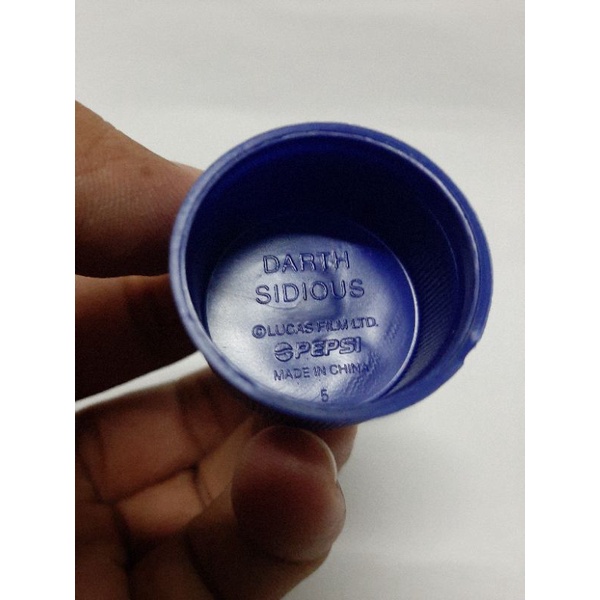 DARTH
SIDIOUS
©LUCAS FILM LTD.
PEPSI
MADE IN CHINA
5